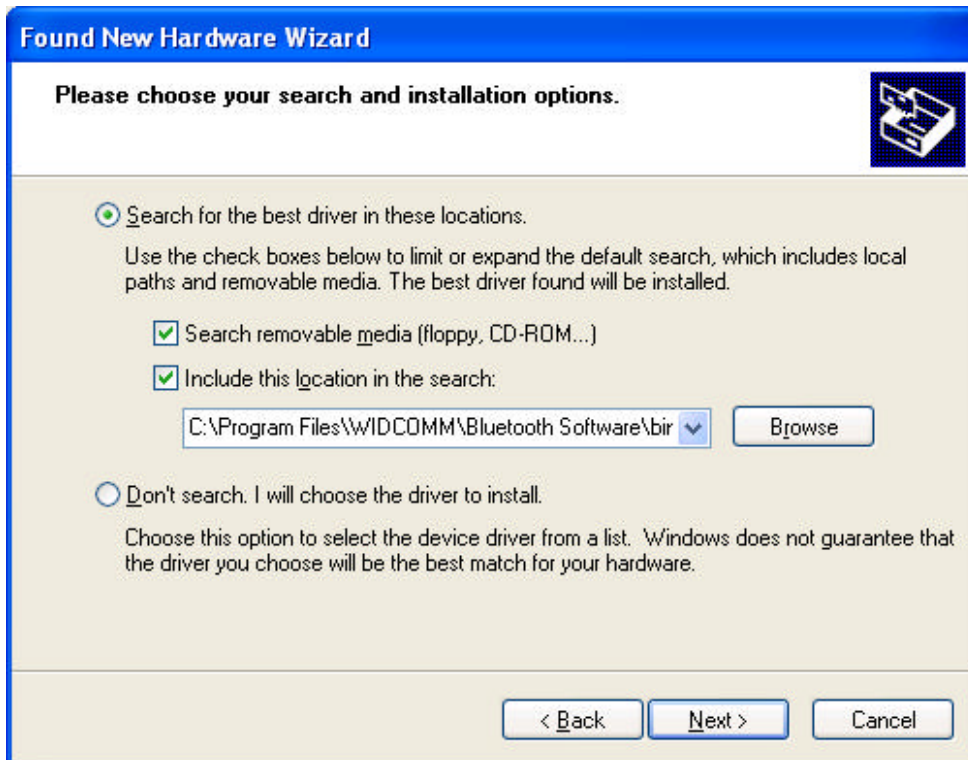 Found New Hardware Wizard
Please choose your search and installation options.
Search for the best driver in these locations.
Use the check boxes below to limit or expand the default search, which includes local
paths and removable media. The best driver found will be installed.
Search removable media (floppy, CD-ROM...)
Include this location in the search:
C:\Program Files\WIDCOMM\Bluetooth Software\bir
Browse
Don't search. I will choose the driver to install.
Choose this option to select the device driver from a list. Windows does not guarantee that
the driver you choose will be the best match for your hardware.
< Back Next > Cancel